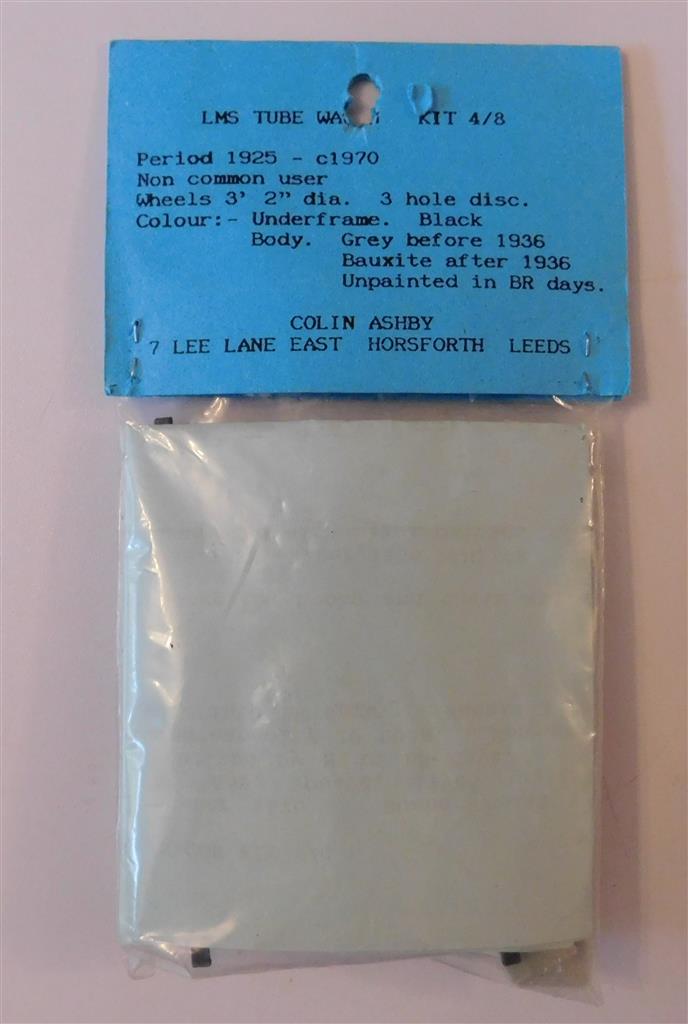 LMS TUBE KIT 4/8
Period 1925 - c1970
Non common user
Wheels 3' 2" dia. 3 hole disc.
Colour:- Underframe. Black
Body. Grey before 1936
Bauxite after 1936
Unpainted in BR days.
COLIN ASHBY
7 LEE LANE EAST HORSFORTH LEEDS